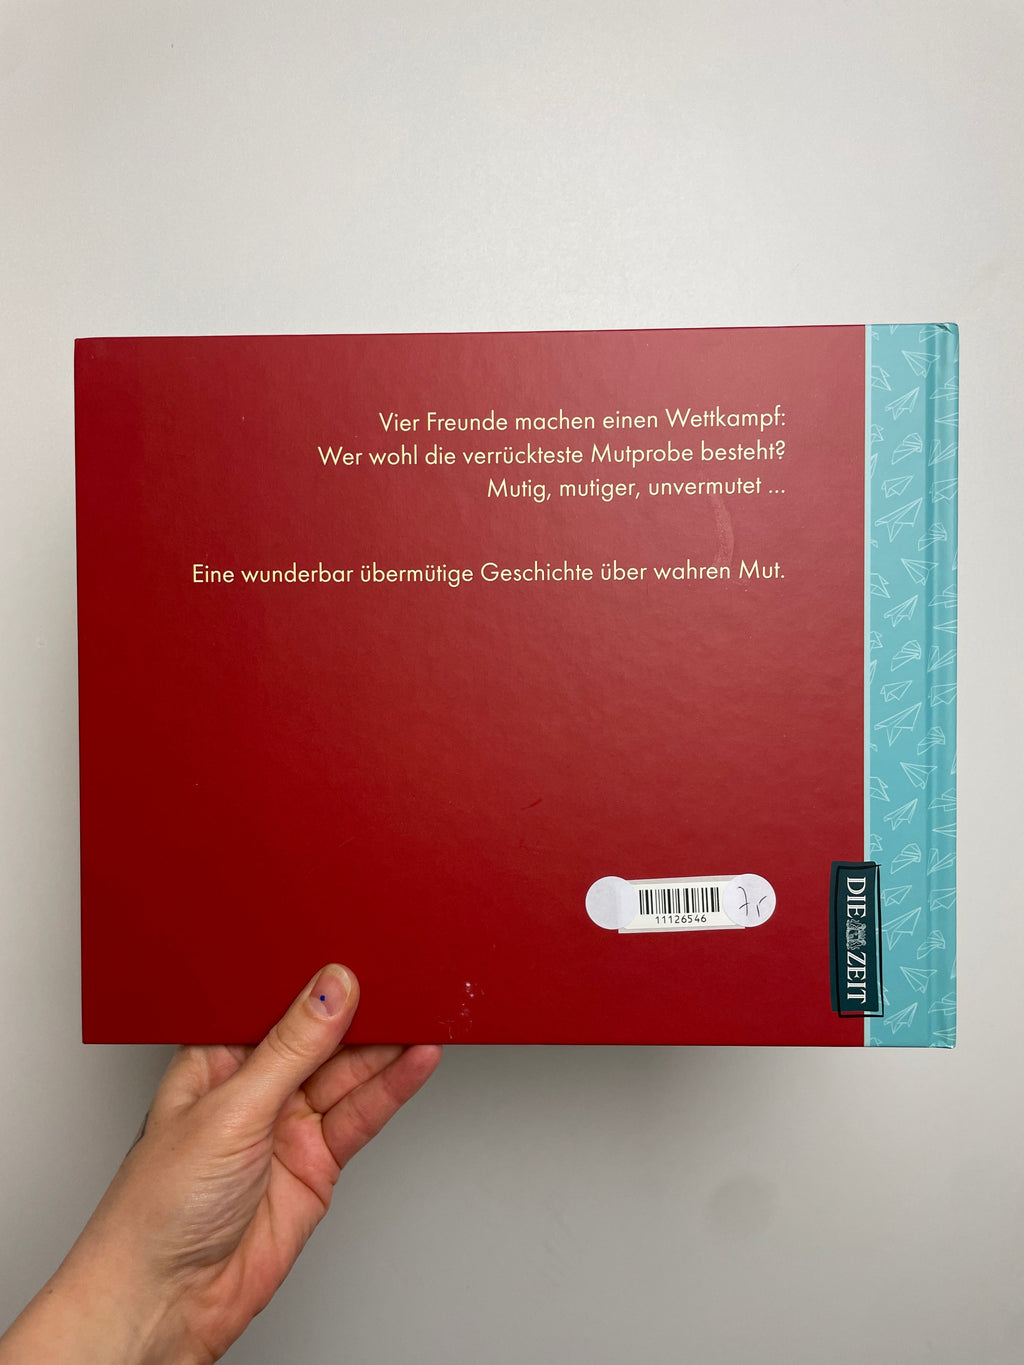 Vier Freunde machen einen Wettkampf:
Wer wohl die verrückteste Mutprobe besteht?
Mutig, mutiger, unvermutet ...
Eine wunderbar übermütige Geschichte über wahren Mut.
11126546
DIE ZEIT